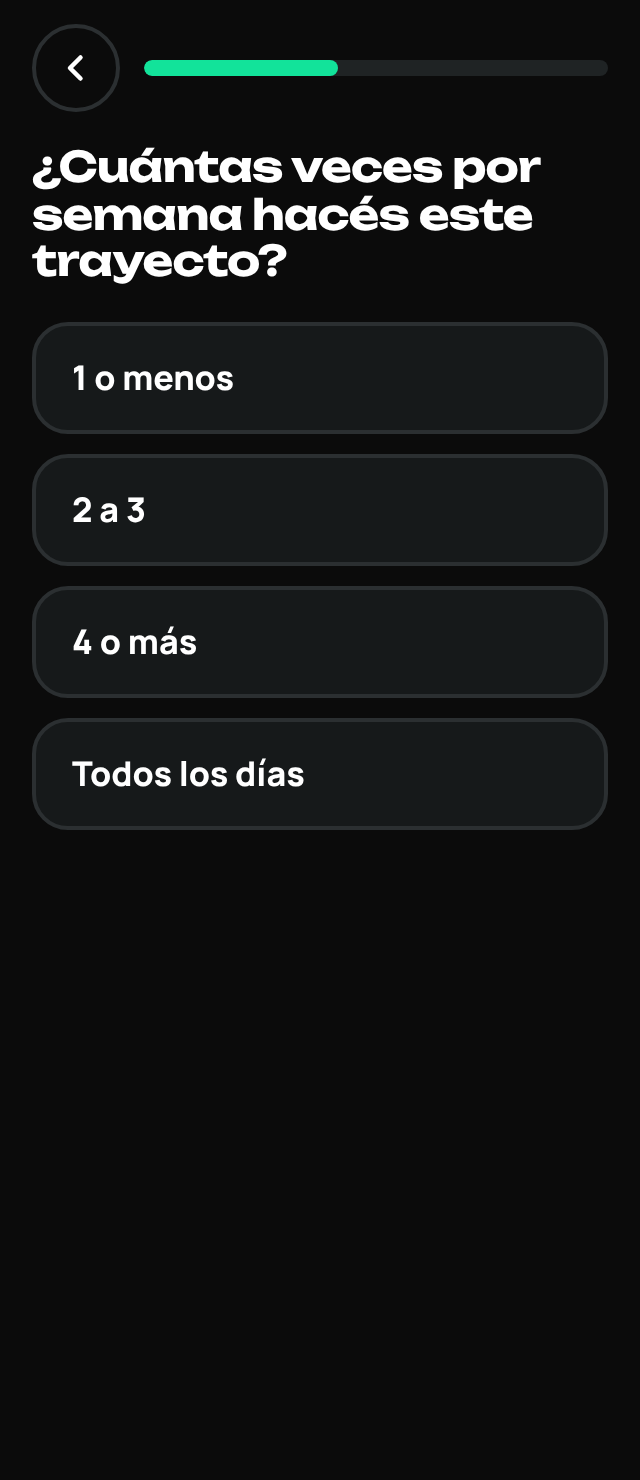 ¿Cuántas veces por
semana hacés este
trayecto?
1 o menos
2 a 3
4 o más
Todos los días